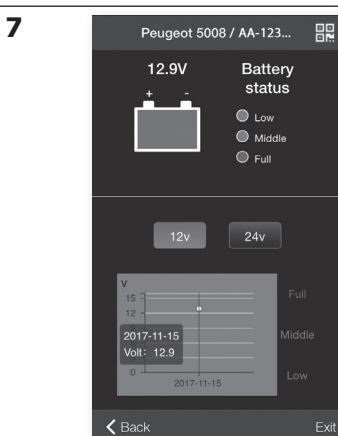 7
Peugeot 5008 / AA-123...
12.9V
Battery
status
+ -
Low
Middle
Full
12v
24v
V
15
12
2017-11-15
Volt: 12.9
0
2017-11-15
Full
Middle
Low
Back
Exit